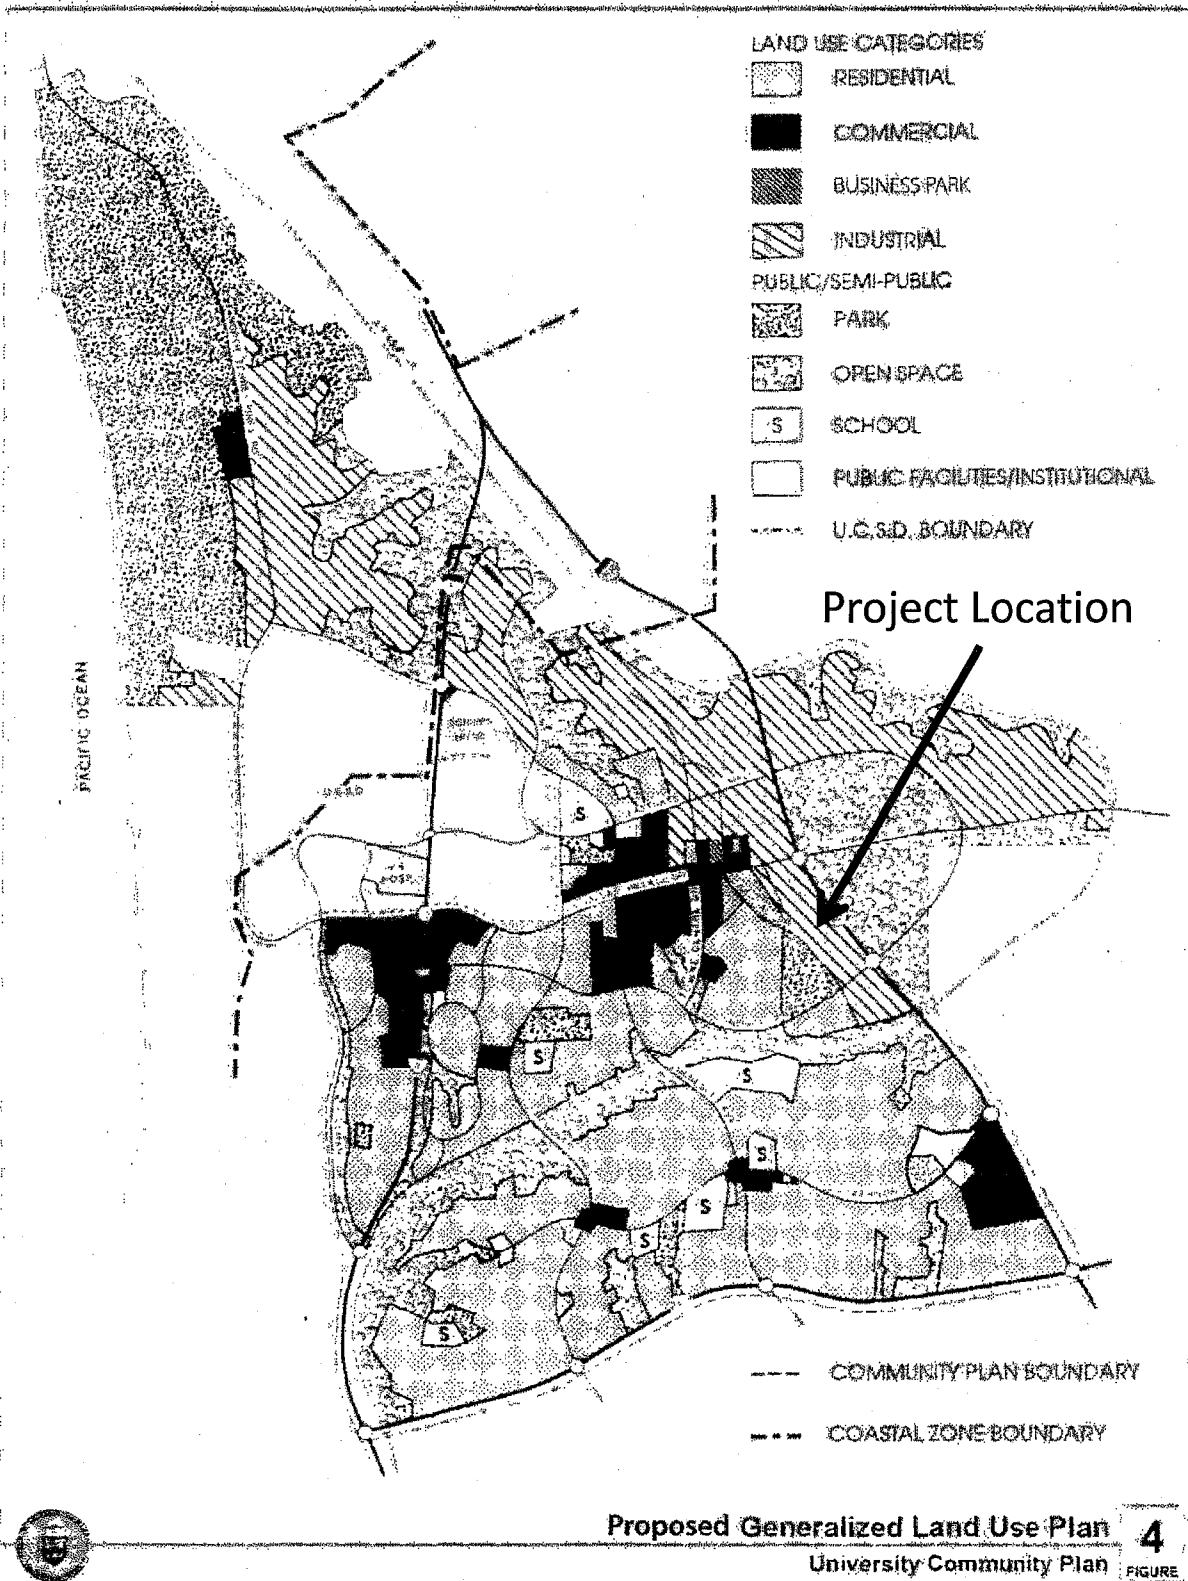 LAND USE CATEGORIES
RESIDENTIAL
COMMERCIAL
BUSINESS PARK
INDUSTRIAL
PUBLIC/SEMI-PUBLIC
PARK
OPEN SPACE
S SCHOOL
PUBLIC FACILITIES/INSTITUTIONAL
U.C.S.D. BOUNDARY
Project Location
PACIFIC OCEAN
S
S
S
S
S
S
S
COMMUNITY PLAN BOUNDARY
COASTAL ZONE BOUNDARY
Proposed Generalized Land Use Plan
University Community Plan
4
FIGURE